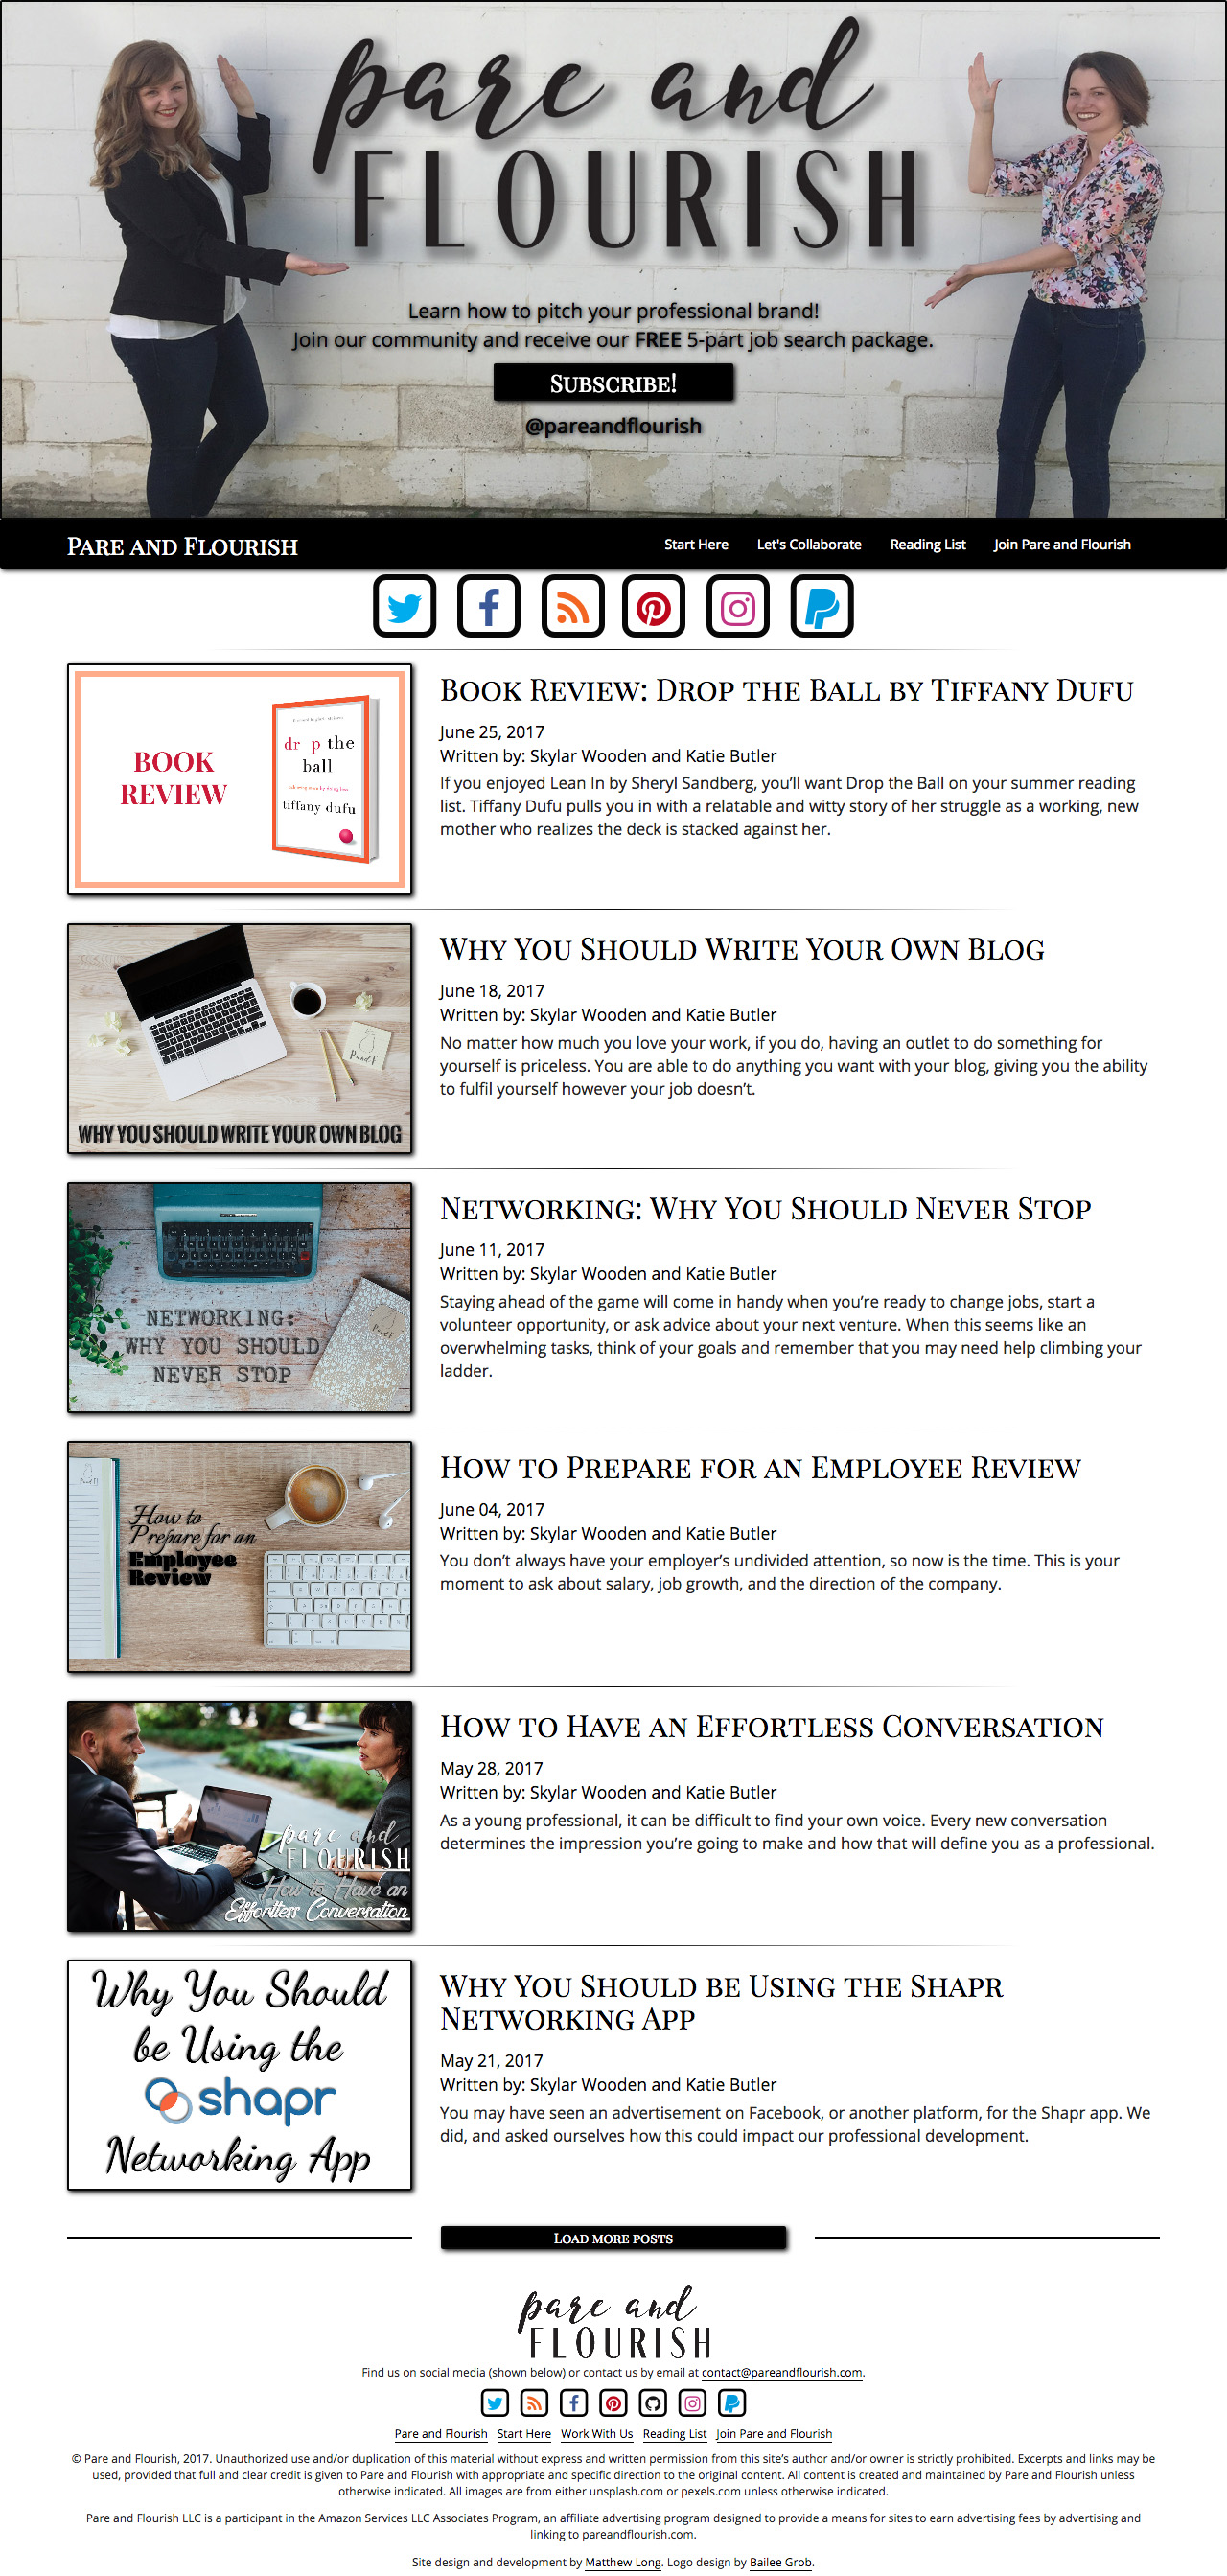 pare and
FLOURISH
Learn how to pitch your professional brand!
Join our community and receive our FREE 5-part job search package.
Subscribe!
@pareandflourish
Pare and Flourish
Start Here Let's Collaborate Reading List Join Pare and Flourish
BOOK
REVIEW
dr p the
ball
tiffany dufu
Book Review: Drop the Ball by Tiffany Dufu
June 25, 2017
Written by: Skylar Wooden and Katie Butler
If you enjoyed Lean In by Sheryl Sandberg, you’ll want Drop the Ball on your summer reading
list. Tiffany Dufu pulls you in with a relatable and witty story of her struggle as a working, new
mother who realizes the deck is stacked against her.
PandF
WHY YOU SHOULD WRITE YOUR OWN BLOG
Why You Should Write Your Own Blog
June 18, 2017
Written by: Skylar Wooden and Katie Butler
No matter how much you love your work, if you do, having an outlet to do something for
yourself is priceless. You are able to do anything you want with your blog, giving you the ability
to fulfil yourself however your job doesn’t.
NETWORKING:
WHY YOU SHOULD
NEVER STOP
Networking: Why You Should Never Stop
June 11, 2017
Written by: Skylar Wooden and Katie Butler
Staying ahead of the game will come in handy when you’re ready to change jobs, start a
volunteer opportunity, or ask advice about your next venture. When this seems like an
overwhelming tasks, think of your goals and remember that you may need help climbing your
ladder.
How to
Prepare for an
Employee
Review
How to Prepare for an Employee Review
June 04, 2017
Written by: Skylar Wooden and Katie Butler
You don’t always have your employer’s undivided attention, so now is the time. This is your
moment to ask about salary, job growth, and the direction of the company.
pare and
FLOURISH
How to Have an
Effortless Conversation
How to Have an Effortless Conversation
May 28, 2017
Written by: Skylar Wooden and Katie Butler
As a young professional, it can be difficult to find your own voice. Every new conversation
determines the impression you’re going to make and how that will define you as a professional.
Why You Should
be Using the
shapr
Networking App
Why You Should be Using the Shapr
Networking App
May 21, 2017
Written by: Skylar Wooden and Katie Butler
You may have seen an advertisement on Facebook, or another platform, for the Shapr app. We
did, and asked ourselves how this could impact our professional development.
Load more posts
pare and
FLOURISH
Find us on social media (shown below) or contact us by email at contact@pareandflourish.com.
Pare and Flourish Start Here Work With Us Reading List Join Pare and Flourish
© Pare and Flourish, 2017. Unauthorized use and/or duplication of this material without express and written permission from this site’s author and/or owner is strictly prohibited. Excerpts and links may be
used, provided that full and clear credit is given to Pare and Flourish with appropriate and specific direction to the original content. All content is created and maintained by Pare and Flourish unless
otherwise indicated. All images are from either unsplash.com or pexels.com unless otherwise indicated.
Pare and Flourish LLC is a participant in the Amazon Services LLC Associates Program, an affiliate advertising program designed to provide a means for sites to earn advertising fees by advertising and
linking to pareandflourish.com.
Site design and development by Matthew Long. Logo design by Bailee Grob.